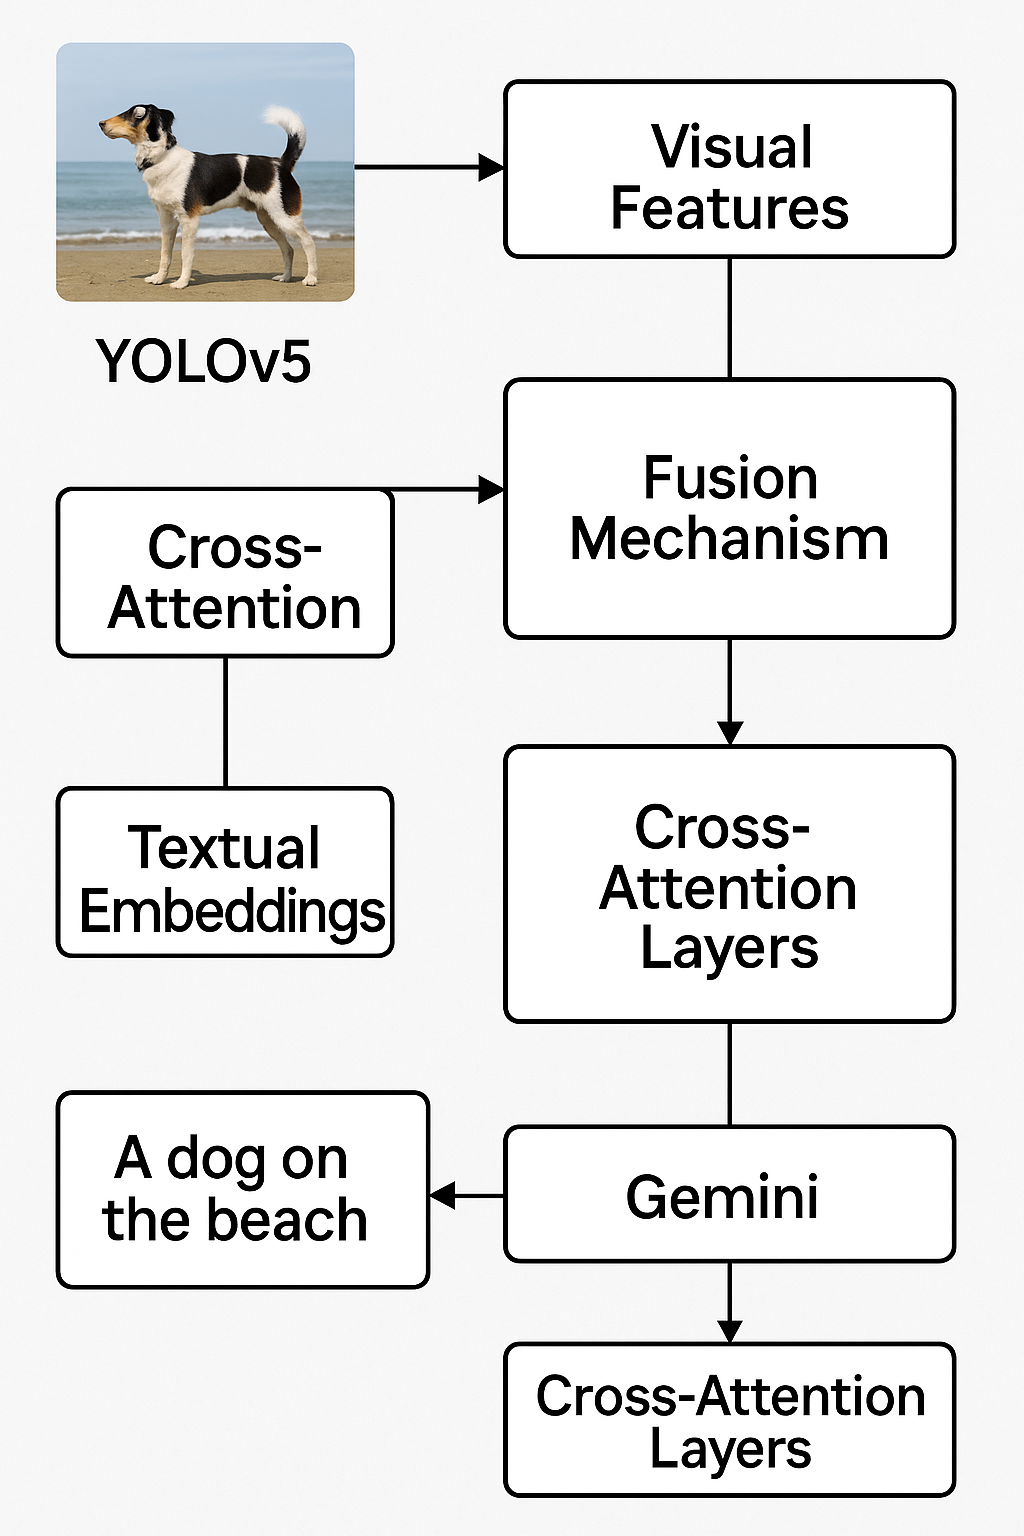 Visual
Features
YOLOv5
Fusion
Mechanism
Cross-
Attention
Textual
Embeddings
Cross-
Attention
Layers
A dog on
the beach
Gemini
Cross-Attention
Layers